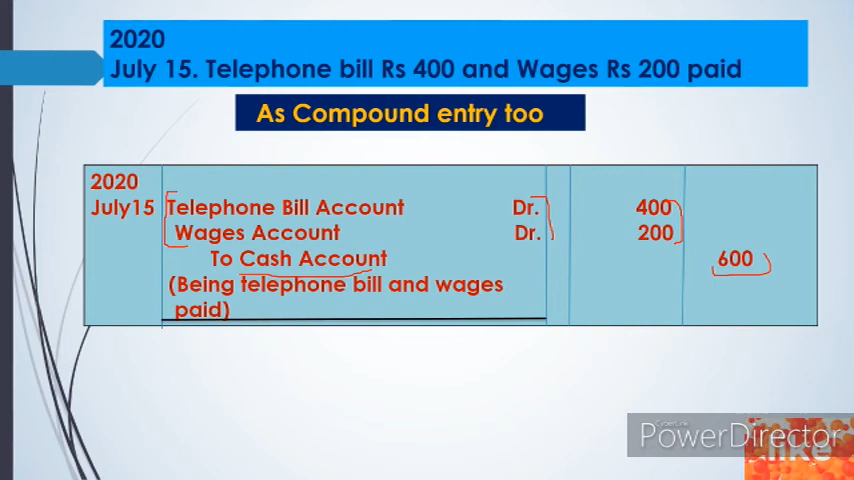 2020
July 15. Telephone bill Rs 400 and Wages Rs 200 paid
As Compound entry too
2020
July15 Telephone Bill Account Dr. 400
Wages Account Dr. 200
To Cash Account 600
(Being telephone bill and wages
paid)
CyberLink
PowerDirector
like